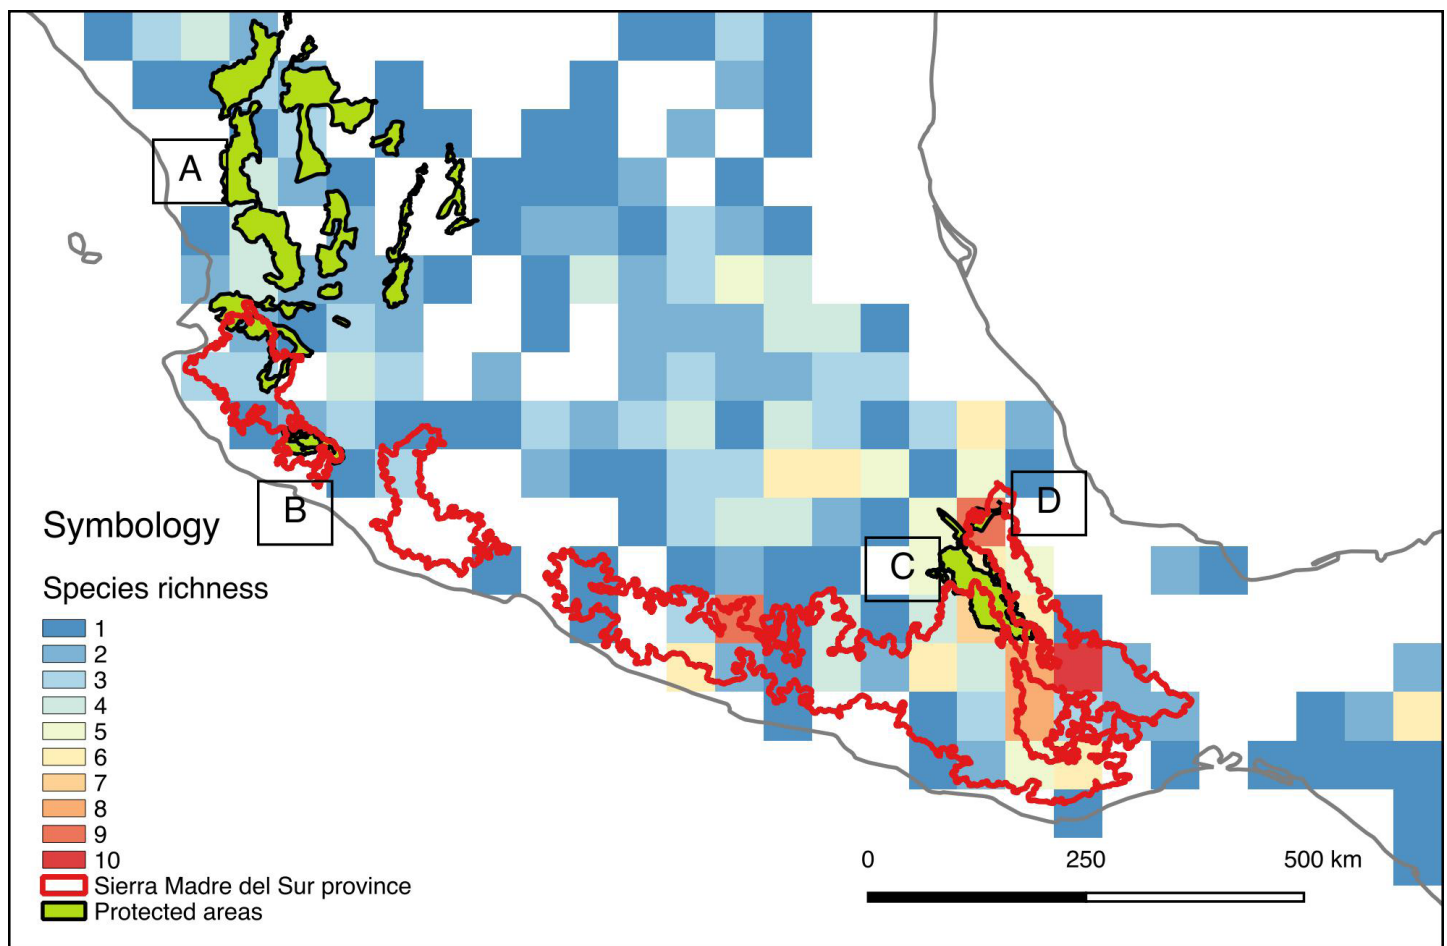 A
B
C
D
Symbology
Species richness
1
2
3
4
5
6
7
8
9
10
Sierra Madre del Sur province
Protected areas
0 250 500 km